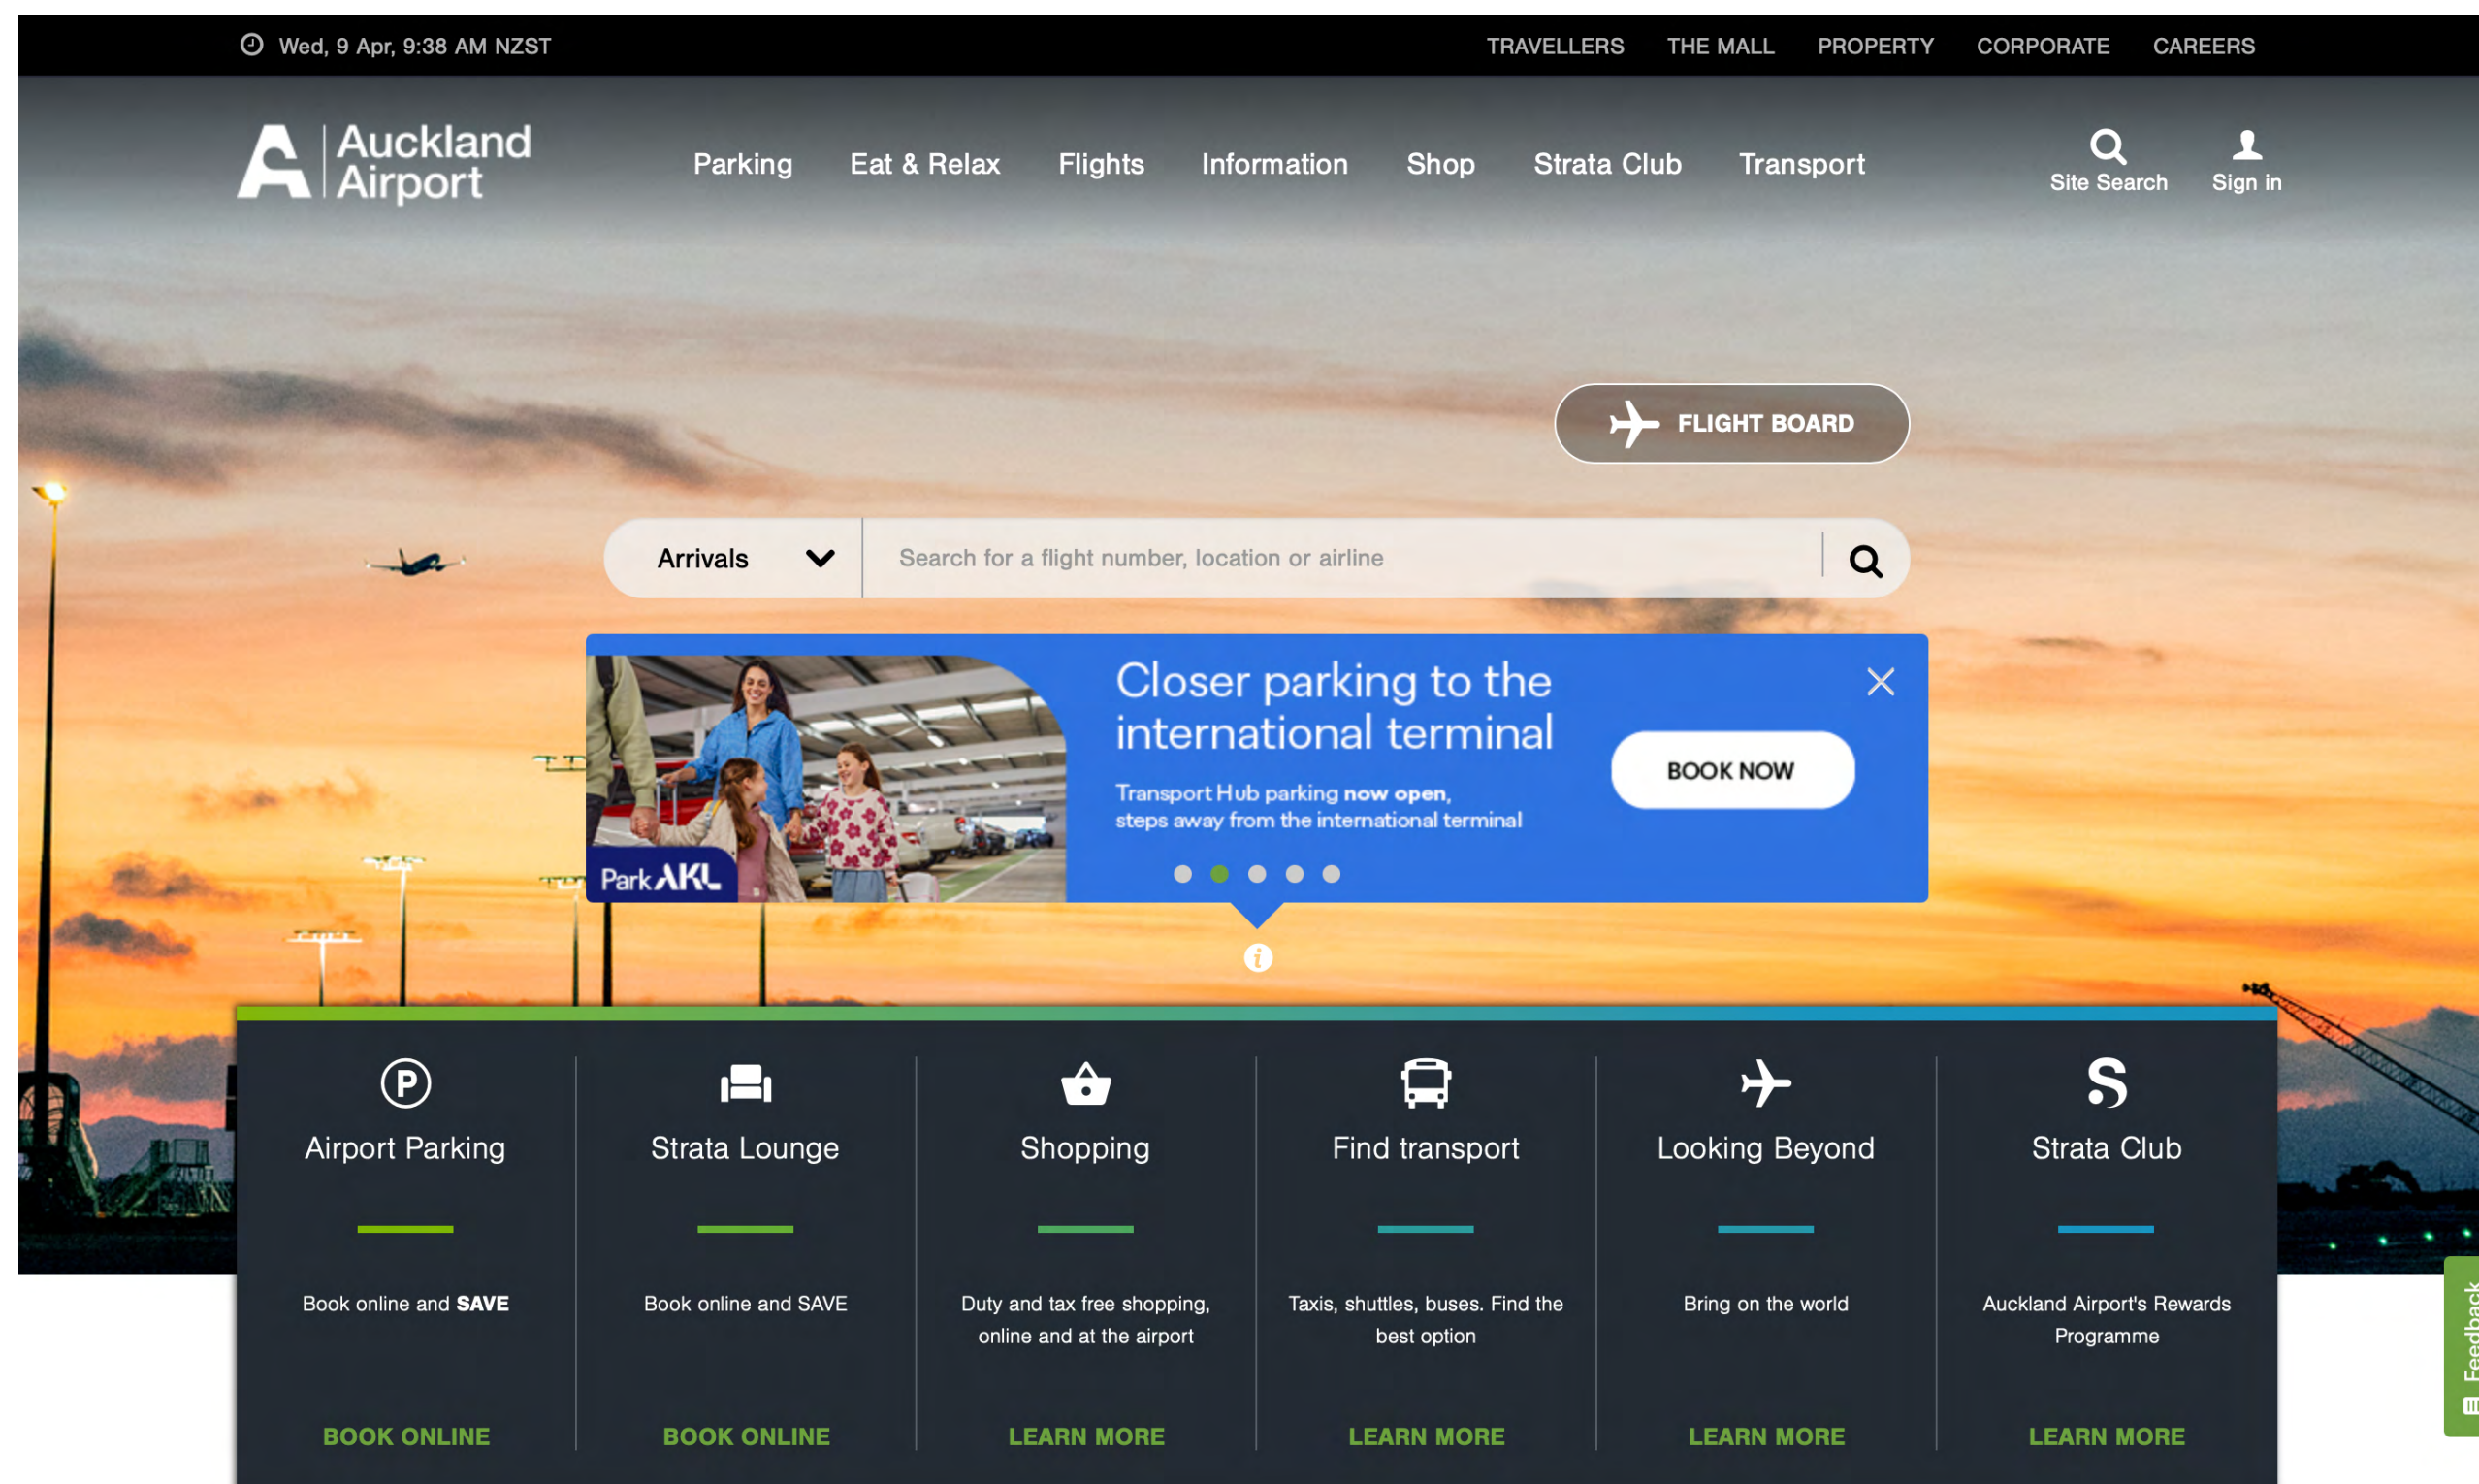 Wed, 9 Apr, 9:38 AM NZST
TRAVELLERS THE MALL PROPERTY CORPORATE CAREERS
Auckland
Airport
Parking Eat & Relax Flights Information Shop Strata Club Transport
Site Search Sign in
FLIGHT BOARD
Arrivals Search for a flight number, location or airline
Closer parking to the
international terminal
BOOK NOW
Transport Hub parking now open,
steps away from the international terminal
Park AKL
Airport Parking
Book online and SAVE
BOOK ONLINE
Strata Lounge
Book online and SAVE
BOOK ONLINE
Shopping
Duty and tax free shopping,
online and at the airport
LEARN MORE
Find transport
Taxis, shuttles, buses. Find the
best option
LEARN MORE
Looking Beyond
Bring on the world
LEARN MORE
Strata Club
Auckland Airport's Rewards
Programme
LEARN MORE
Feedback